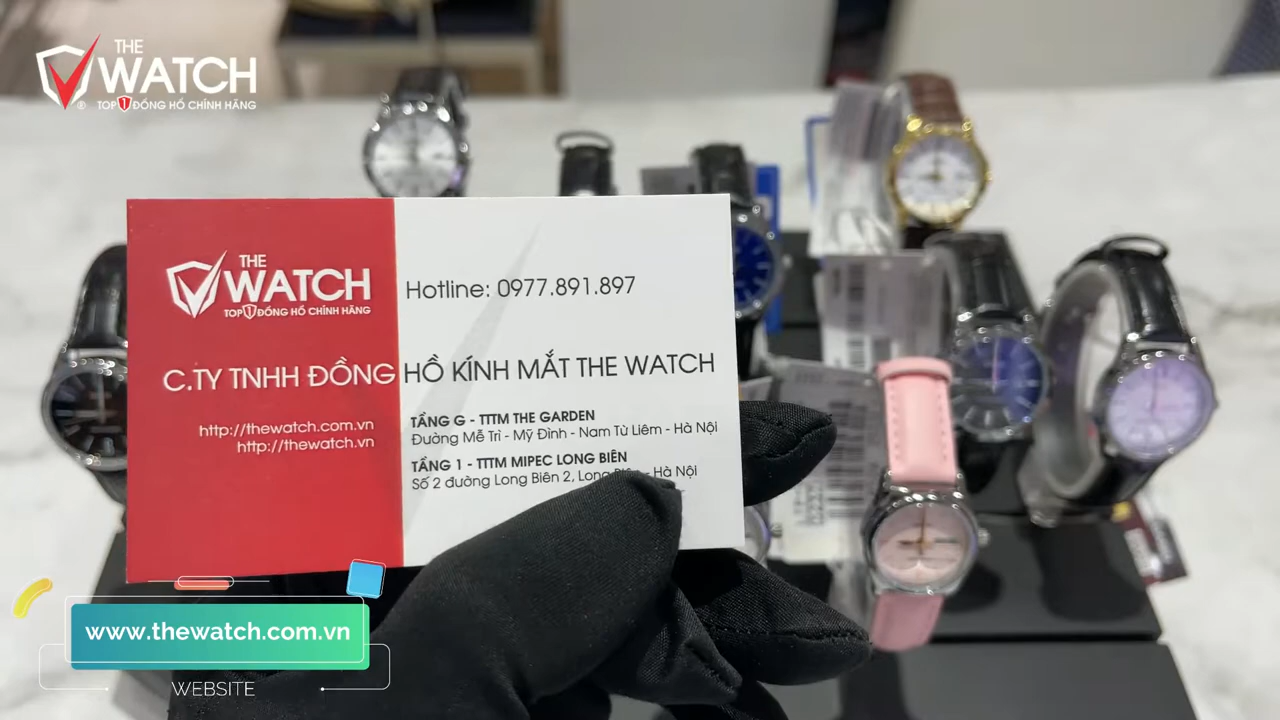 THE
WATCH
TOP 1 ĐỒNG HỒ CHÍNH HÃNG
THE
WATCH
TOP 1 ĐỒNG HỒ CHÍNH HÃNG
Hotline: 0977.891.897
C.TY TNHH ĐỒNG HỒ KÍNH MẮT THE WATCH
http://thewatch.com.vn
http://thewatch.vn
TẦNG G - TTTM THE GARDEN
Đường Mễ Trì - Mỹ Đình - Nam Từ Liêm - Hà Nội
TẦNG 1 - TTTM MIPEC LONG BIÊN
Số 2 đường Long Biên 2, Long Biên - Hà Nội
www.thewatch.com.vn
WEBSITE